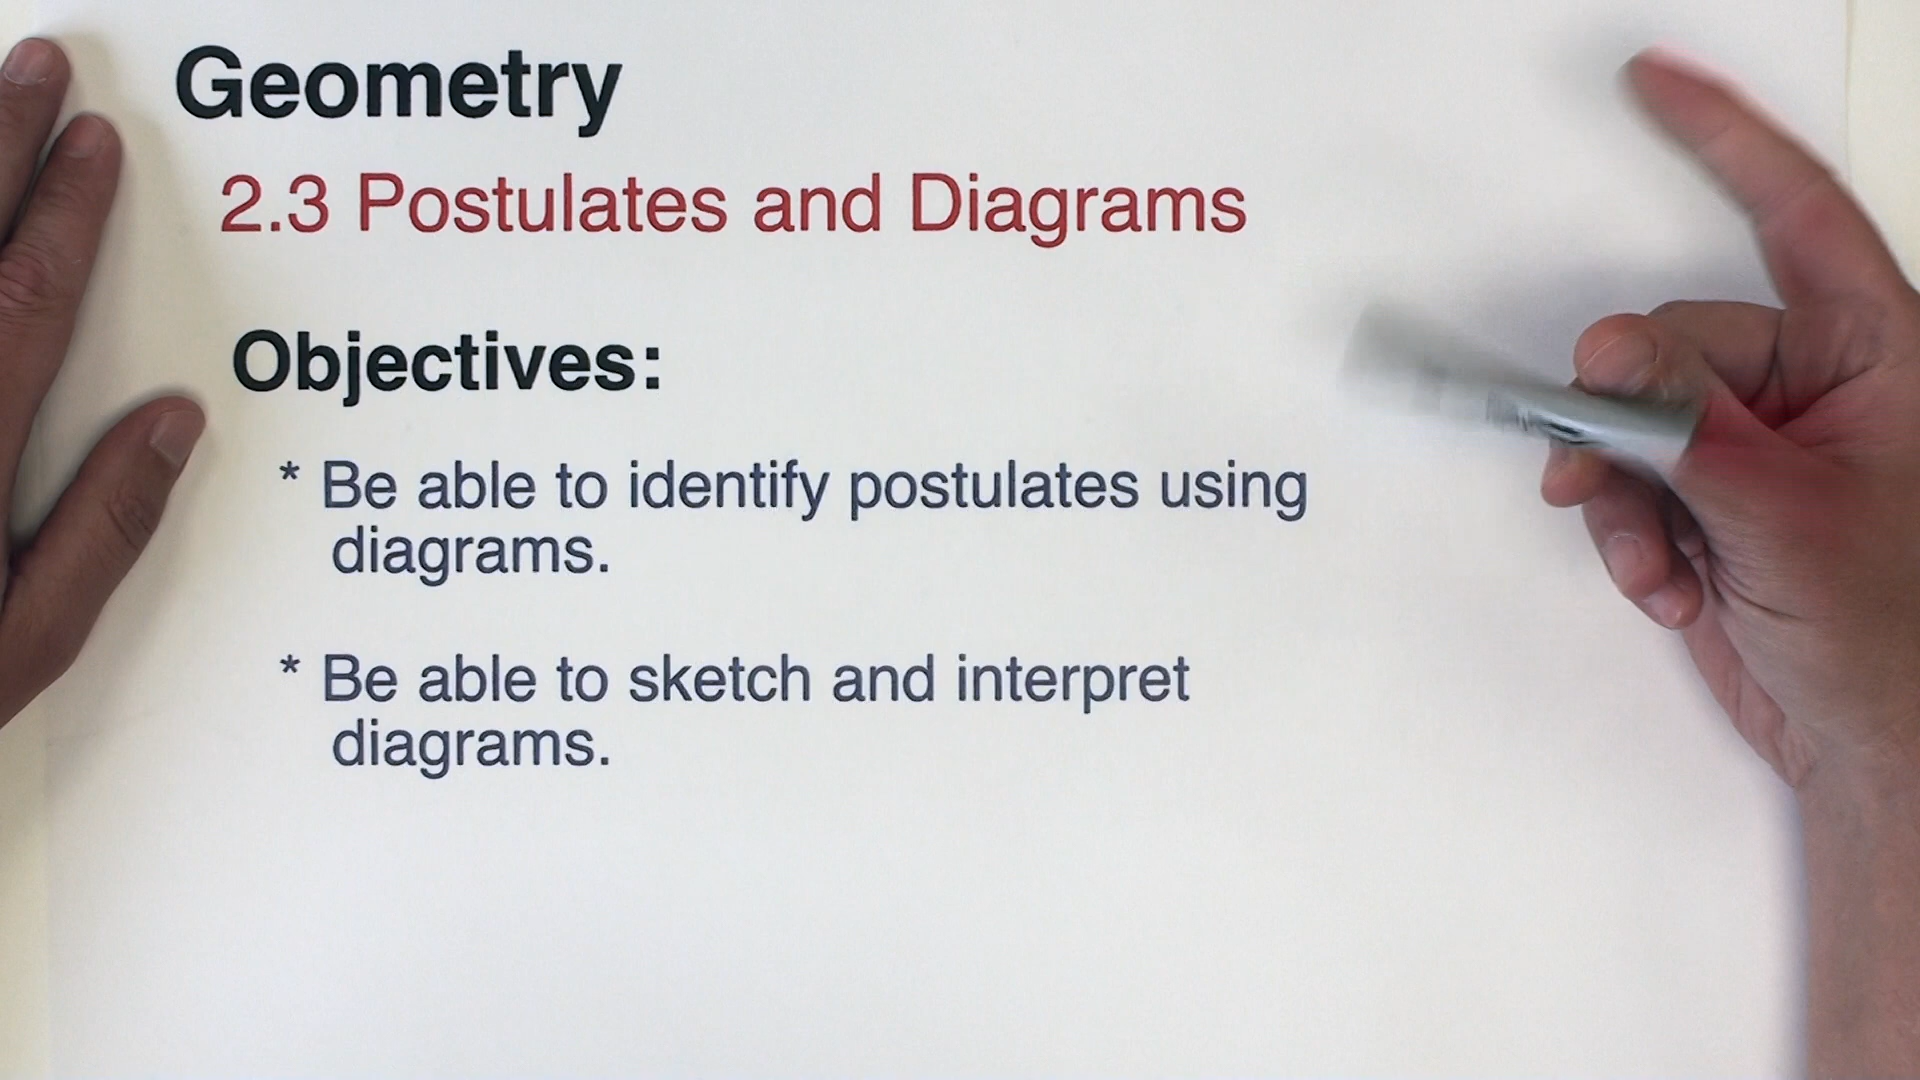 Geometry
2.3 Postulates and Diagrams
Objectives:
* Be able to identify postulates using
diagrams.
* Be able to sketch and interpret
diagrams.